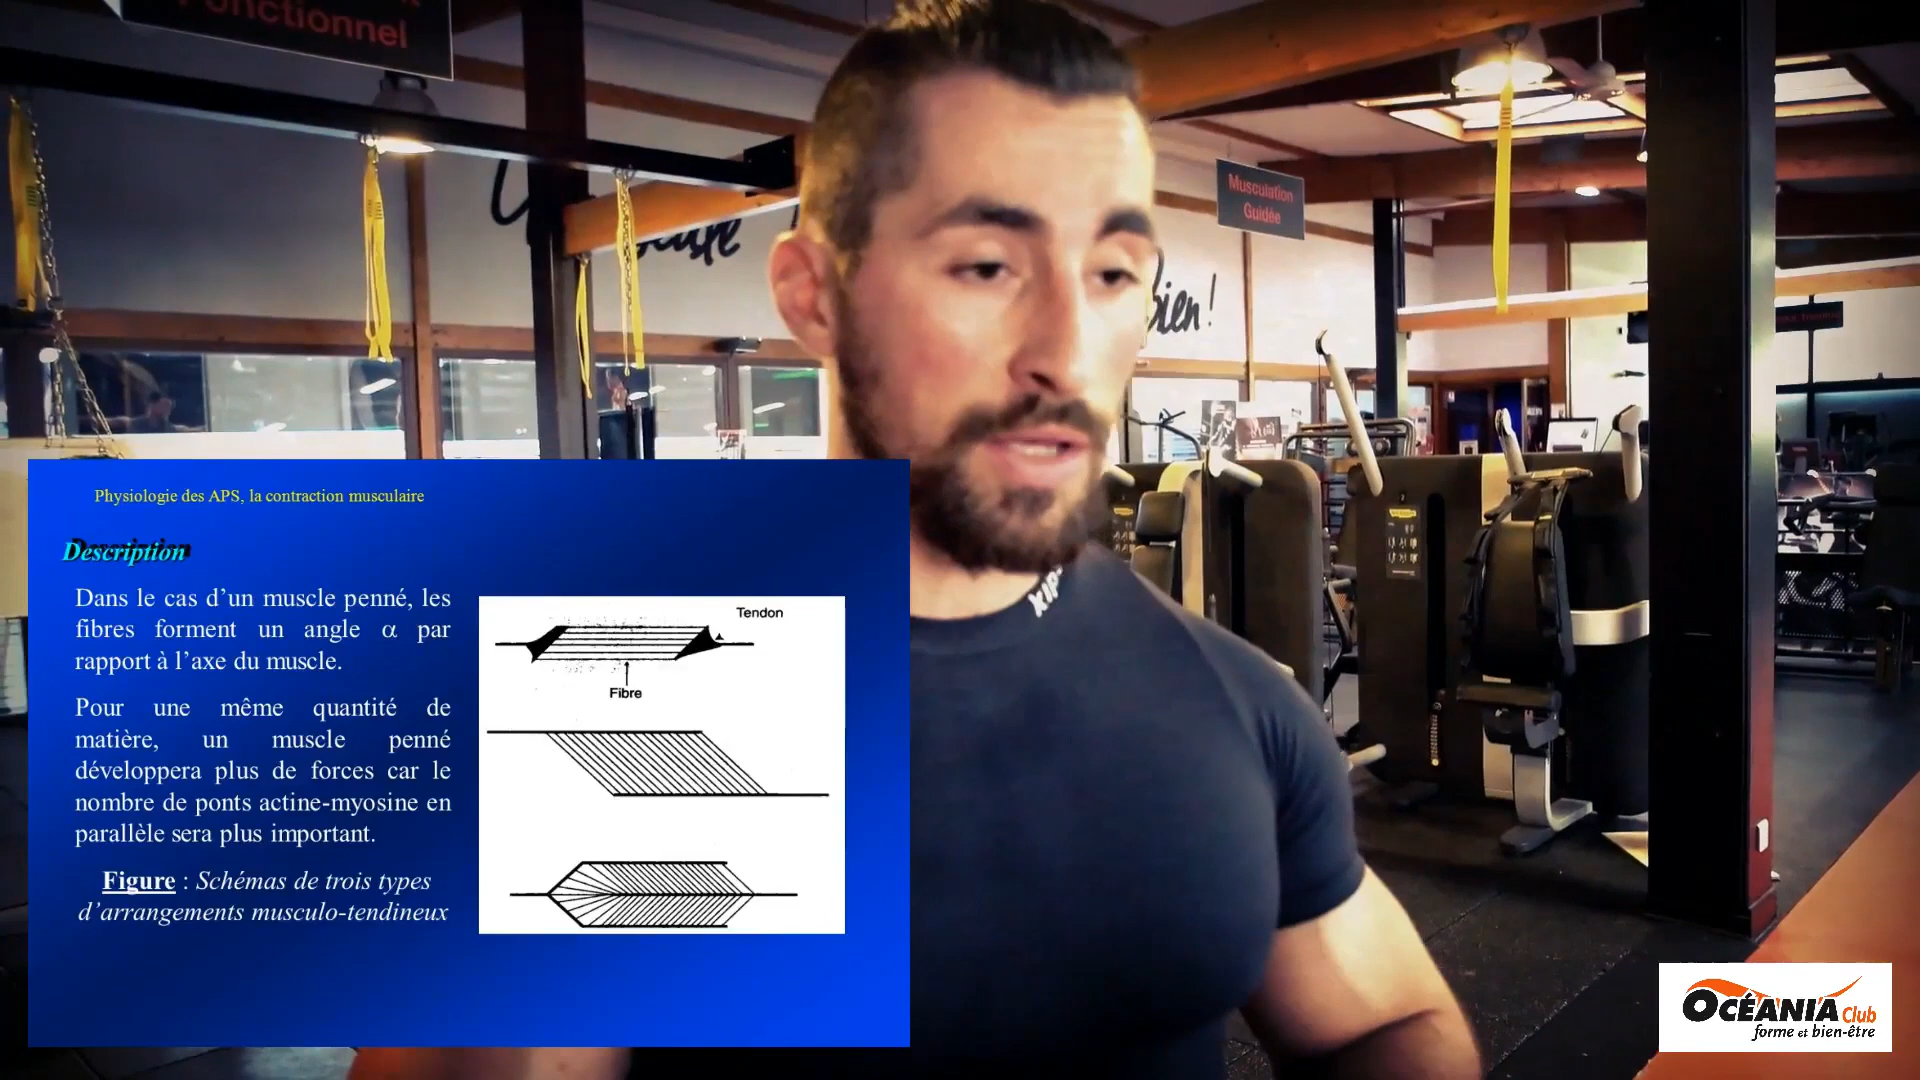 onctionnel
Musculation
Guidée
bien!
Physiologie des APS, la contraction musculaire
Description
Dans le cas d’un muscle penné, les
fibres forment un angle α par
rapport à l’axe du muscle.
Pour une même quantité de
matière, un muscle penné
développera plus de forces car le
nombre de ponts actine-myosine en
parallèle sera plus important.
Figure : Schémas de trois types
d’arrangements musculo-tendineux
Tendon
Fibre
OCÉANIA Club
forme et bien-être